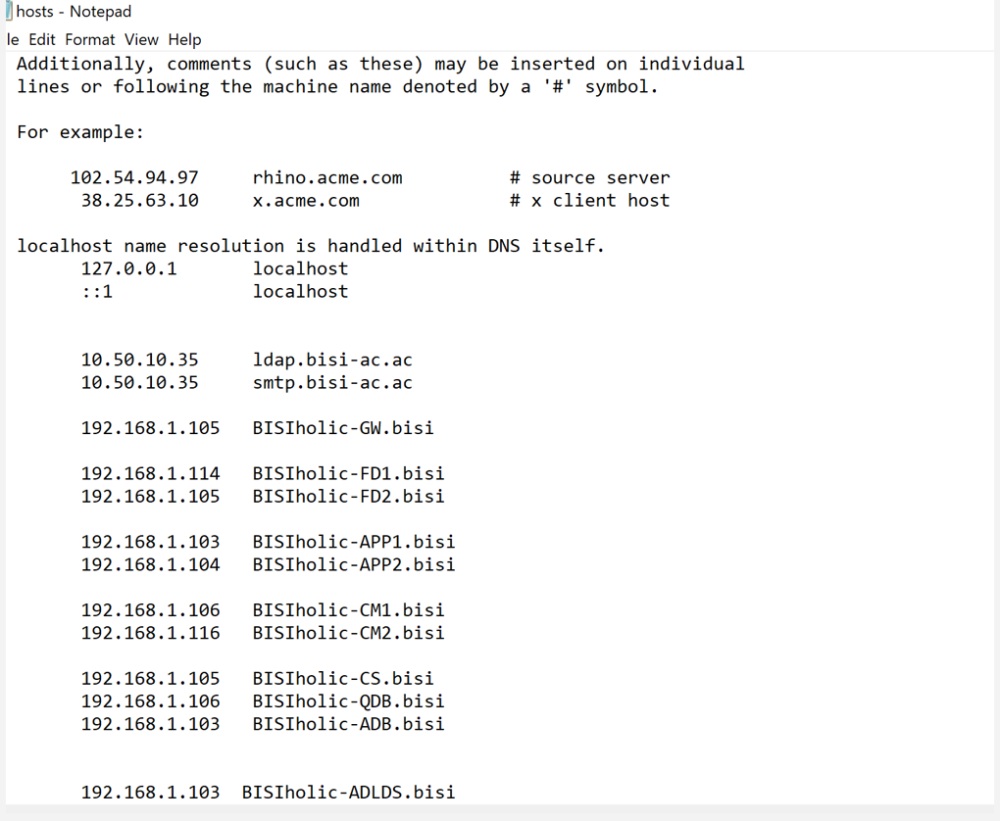 hosts - Notepad
le Edit Format View Help
Additionally, comments (such as these) may be inserted on individual
lines or following the machine name denoted by a '#' symbol.
For example:
102.54.94.97 rhino.acme.com # source server
38.25.63.10 x.acme.com # x client host
localhost name resolution is handled within DNS itself.
127.0.0.1 localhost
::1 localhost
10.50.10.35 ldap.bisi-ac.ac
10.50.10.35 smtp.bisi-ac.ac
192.168.1.105 BISIholic-GW.bisi
192.168.1.114 BISIholic-FD1.bisi
192.168.1.105 BISIholic-FD2.bisi
192.168.1.103 BISIholic-APP1.bisi
192.168.1.104 BISIholic-APP2.bisi
192.168.1.106 BISIholic-CM1.bisi
192.168.1.116 BISIholic-CM2.bisi
192.168.1.105 BISIholic-CS.bisi
192.168.1.106 BISIholic-QDB.bisi
192.168.1.103 BISIholic-ADB.bisi
192.168.1.103 BISIholic-ADLDS.bisi